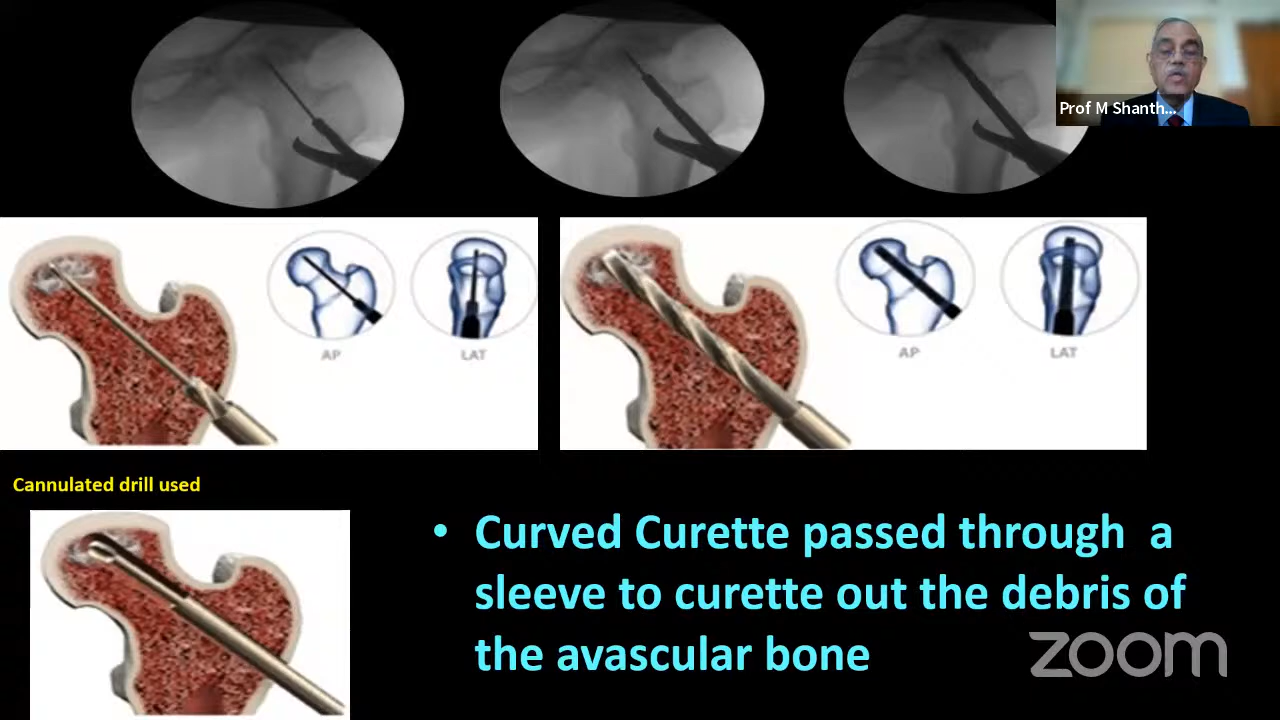 Prof M Shanth...
AP
LAT
AP
LAT
Cannulated drill used
• Curved Curette passed through a
sleeve to curette out the debris of
the avascular bone
zoom